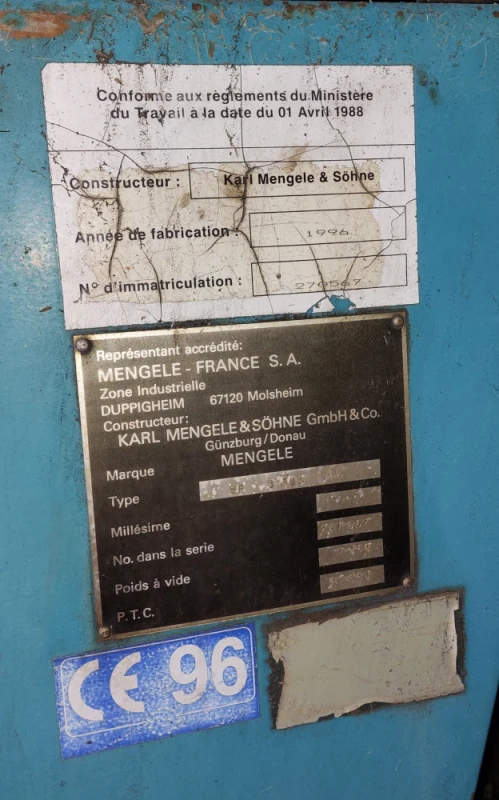 Conforme aux règlements du Ministère
du Travail à la date du 01 Avril 1988
Constructeur : Karl Mengele & Söhne
Année de fabrication : 1996
N° d'immatriculation : 270567
Représentant accrédité:
MENGELE - FRANCE S. A.
Zone Industrielle
DUPPIGHEIM 67120 Molsheim
Constructeur:
KARL MENGELE & SÖHNE GmbH & Co.
Günzburg/Donau
Marque MENGELE
Type
Millésime
No. dans la serie
Poids à vide
P.T.C.
CE 96